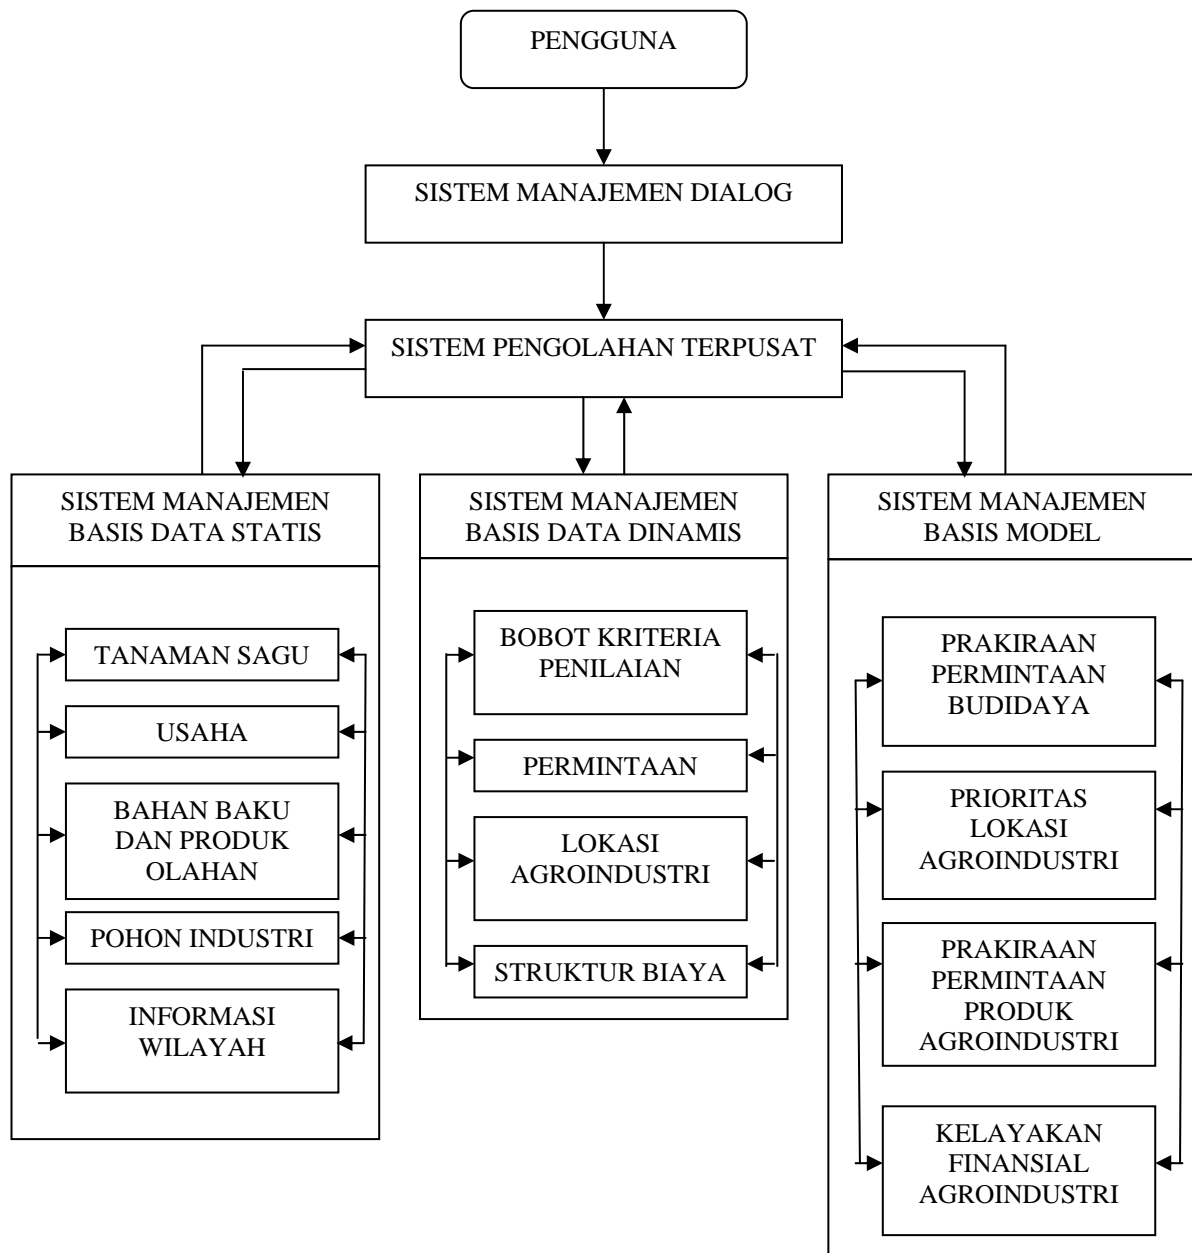 PENGGUNA
SISTEM MANAJEMEN DIALOG
SISTEM PENGOLAHAN TERPUSAT
SISTEM MANAJEMEN
BASIS DATA STATIS
TANAMAN SAGU
USAHA
BAHAN BAKU
DAN PRODUK
OLAHAN
POHON INDUSTRI
INFORMASI
WILAYAH
SISTEM MANAJEMEN
BASIS DATA DINAMIS
BOBOT KRITERIA
PENILAIAN
PERMINTAAN
LOKASI
AGROINDUSTRI
STRUKTUR BIAYA
SISTEM MANAJEMEN
BASIS MODEL
PRAKIRAAN
PERMINTAAN
BUDIDAYA
PRIORITAS
LOKASI
AGROINDUSTRI
PRAKIRAAN
PERMINTAAN
PRODUK
AGROINDUSTRI
KELAYAKAN
FINANSIAL
AGROINDUSTRI